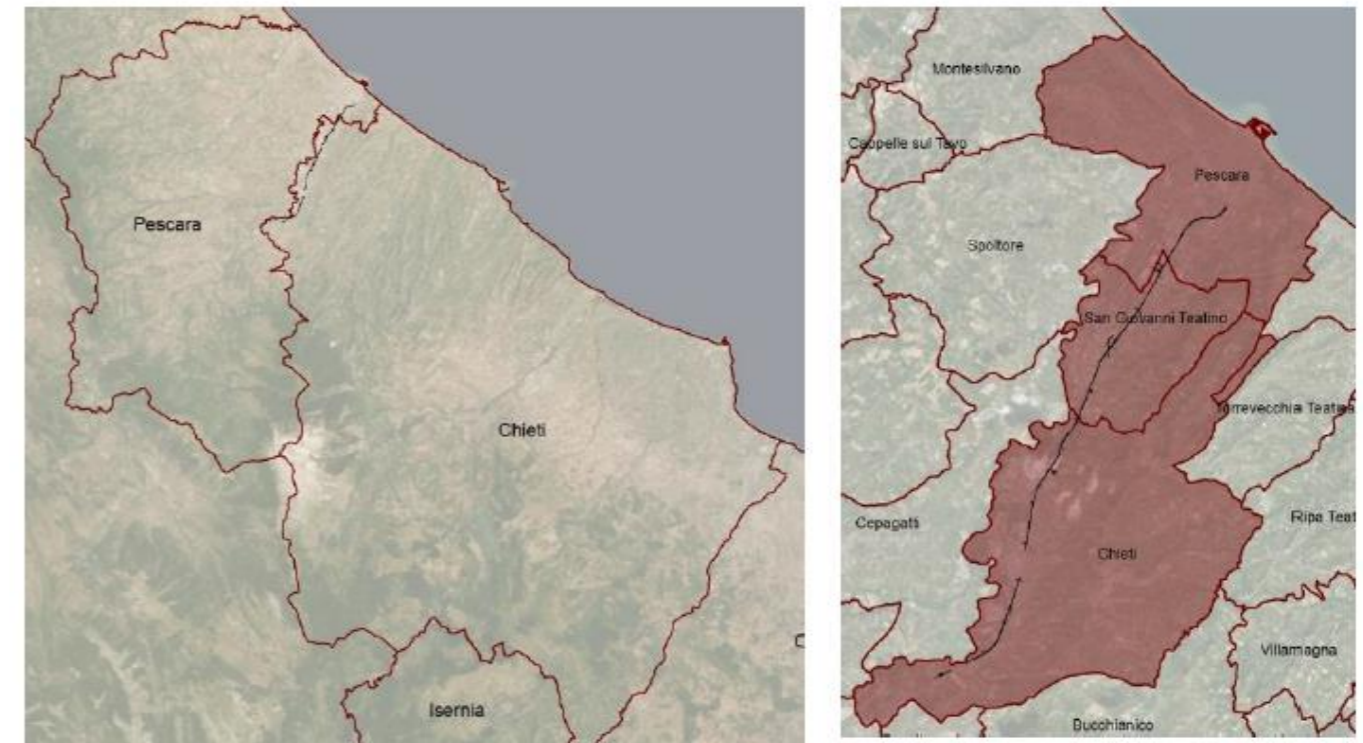 Pescara
Chieti
Isernia
Montesilvano
Cappelle sul Tavo
Pescara
Spoltore
San Giovanni Teatino
Torrevecchia Teatina
Cepagatti
Ripa Teat
Chieti
Villamagna
Bucchianico